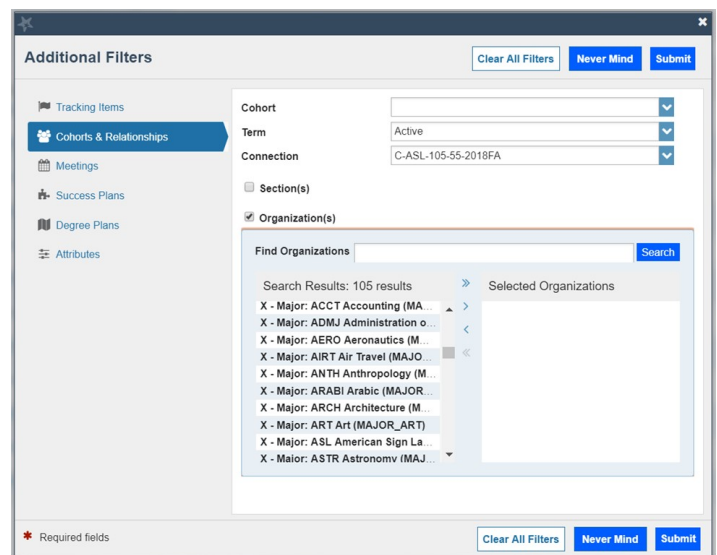 Additional Filters
Clear All Filters
Never Mind
Submit
Tracking Items
Cohorts & Relationships
Meetings
Success Plans
Degree Plans
Attributes
Cohort
Term
Active
Connection
C-ASL-105-55-2018FA
Section(s)
Organization(s)
Find Organizations
Search
Search Results: 105 results
Selected Organizations
X - Major: ACCT Accounting (MA...
X - Major: ADMJ Administration o...
X - Major: AERO Aeronautics (M...
X - Major: AIRT Air Travel (MAJO...
X - Major: ANTH Anthropology (M...
X - Major: ARABI Arabic (MAJOR...
X - Major: ARCH Architecture (M...
X - Major: ART Art (MAJOR_ART)
X - Major: ASL American Sign La...
X - Major: ASTR Astronomy (MAJ...
* Required fields
Clear All Filters
Never Mind
Submit